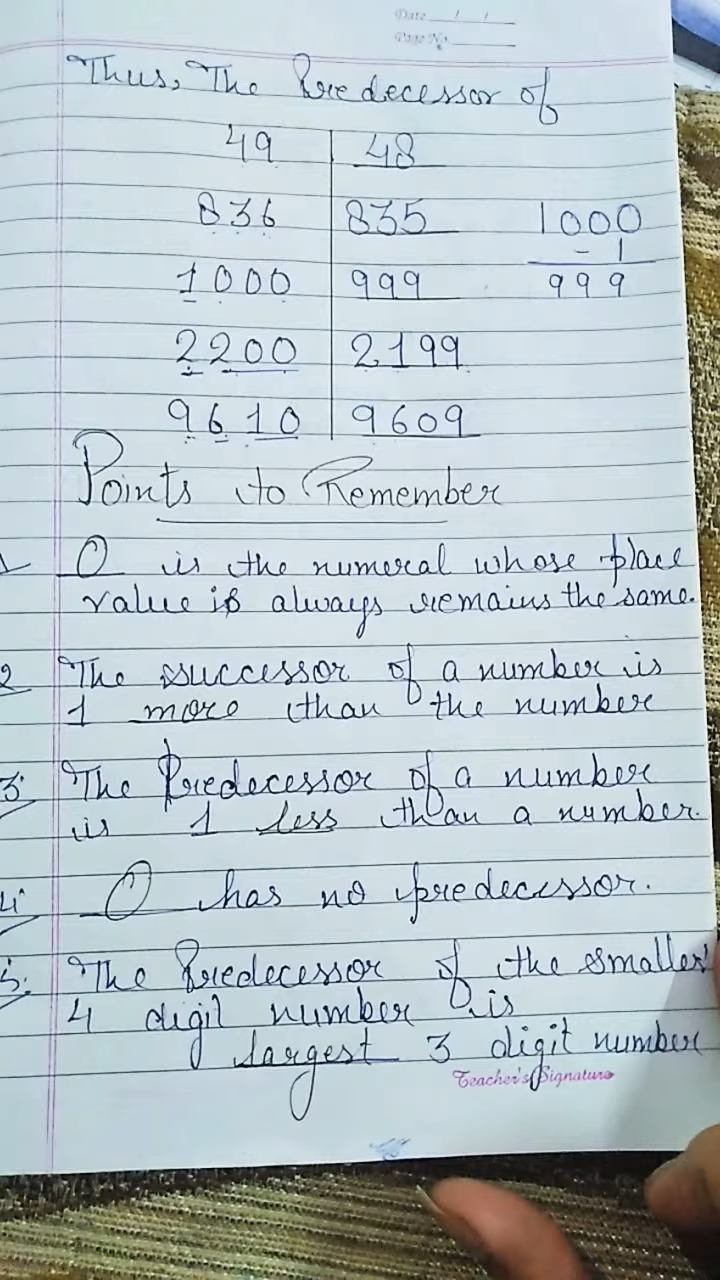 Date / /
Page No.
Thus, The Predecessor of
49 48
836 835 1000
- 1
1000 999 999
2200 2199
9610 9609
Points to Remember
1 0 is the numeral whose place
value is always remains the same.
2 The successor of a number is
1 more than the number
3. The Predecessor of a number
is 1 less than a number.
4. 0 has no predecessor.
5. The Predecessor of the smallest
4 digit number is
largest 3 digit number
Teacher's Signature